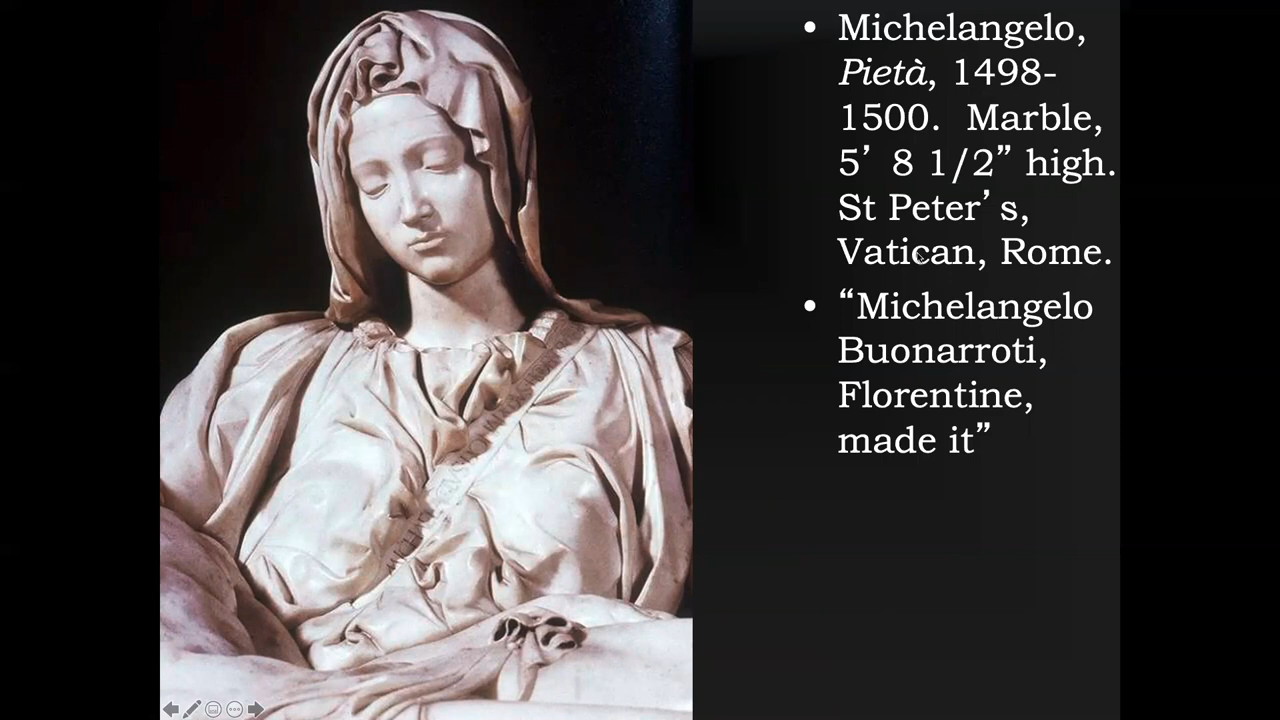 • Michelangelo,
Pietà, 1498-
1500.  Marble,
5’ 8 1/2” high.
St Peter’s,
Vatican, Rome.
• “Michelangelo
Buonarroti,
Florentine,
made it”